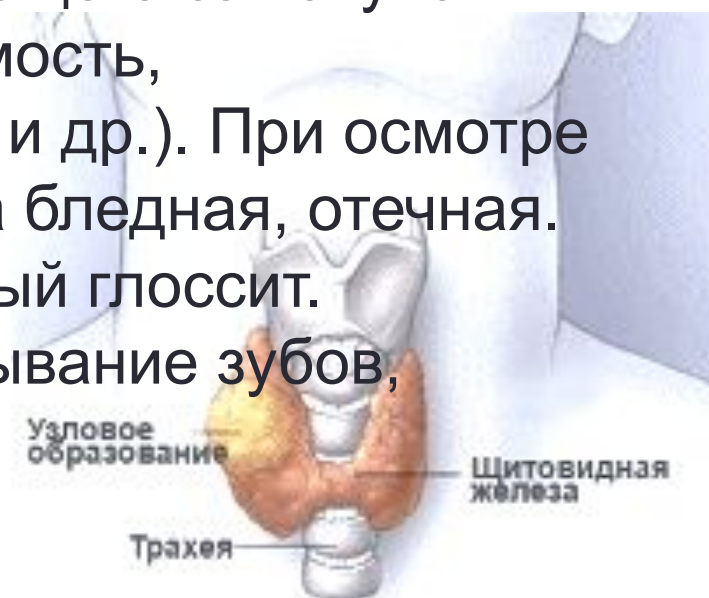 мость,
и др.). При осмотре
а бледная, отечная.
ый глоссит.
ывание зубов,
Узловое
образование
Щитовидная
железа
Трахея